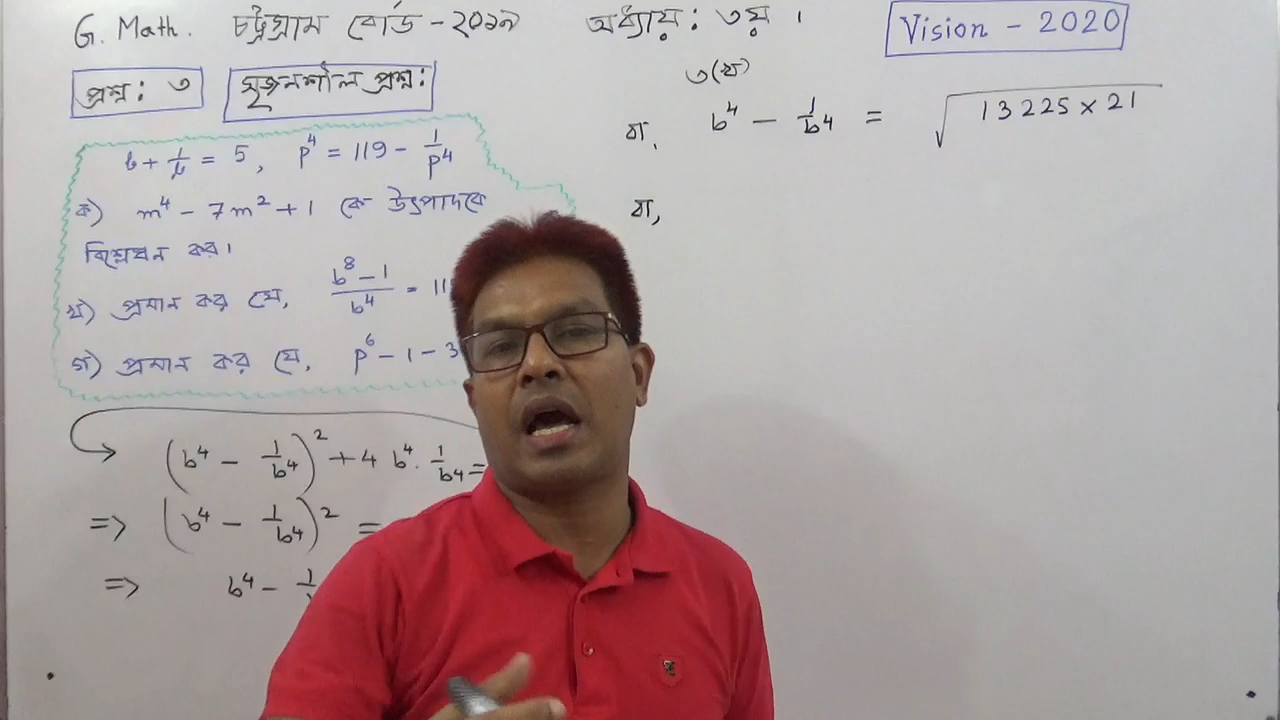 G. Math. চট্টগ্রাম বোর্ড - ২০১৯ অধ্যায়: ৩য় ।
Vision - 2020
প্রশ্ন: ৩ সৃজনশীল প্রশ্ন:
b + 1/b = 5, p⁴ = 119 - 1/p⁴
ক) m⁴ - 7m² + 1 কে উৎপাদকে
বিশ্লেষন কর।
খ) প্রমান কর যে, (b⁸ - 1)/b⁴ = 11
গ) প্রমান কর যে, p⁶ - 1 - 3
(b⁴ - 1/b⁴)² + 4 b⁴ . 1/b⁴ =
=> (b⁴ - 1/b⁴)² =
=> b⁴ - 1/
৩(খ)
বা, b⁴ - 1/b⁴ = √(13225 × 21)
বা,